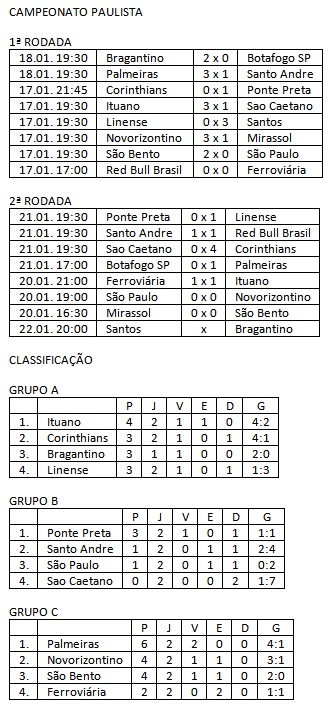 CAMPEONATO PAULISTA
1ª RODADA
18.01. 19:30 Bragantino 2 x 0 Botafogo SP
18.01. 19:30 Palmeiras 3 x 1 Santo Andre
17.01. 21:45 Corinthians 0 x 1 Ponte Preta
17.01. 19:30 Ituano 3 x 1 Sao Caetano
17.01. 19:30 Linense 0 x 3 Santos
17.01. 19:30 Novorizontino 3 x 1 Mirassol
17.01. 19:30 São Bento 2 x 0 São Paulo
17.01. 17:00 Red Bull Brasil 0 x 0 Ferroviária
2ª RODADA
21.01. 19:30 Ponte Preta 0 x 1 Linense
21.01. 19:30 Santo Andre 1 x 1 Red Bull Brasil
21.01. 19:30 Sao Caetano 0 x 4 Corinthians
21.01. 17:00 Botafogo SP 0 x 1 Palmeiras
20.01. 21:00 Ferroviária 1 x 1 Ituano
20.01. 19:00 São Paulo 0 x 0 Novorizontino
20.01. 16:30 Mirassol 0 x 0 São Bento
22.01. 20:00 Santos x Bragantino
CLASSIFICAÇÃO
GRUPO A
P J V E D G
1. Ituano 4 2 1 1 0 4:2
2. Corinthians 3 2 1 0 1 4:1
3. Bragantino 3 1 1 0 0 2:0
4. Linense 3 2 1 0 1 1:3
GRUPO B
P J V E D G
1. Ponte Preta 3 2 1 0 1 1:1
2. Santo Andre 1 2 0 1 1 2:4
3. São Paulo 1 2 0 1 1 0:2
4. Sao Caetano 0 2 0 0 2 1:7
GRUPO C
P J V E D G
1. Palmeiras 6 2 2 0 0 4:1
2. Novorizontino 4 2 1 1 0 3:1
3. São Bento 4 2 1 1 0 2:0
4. Ferroviária 2 2 0 2 0 1:1